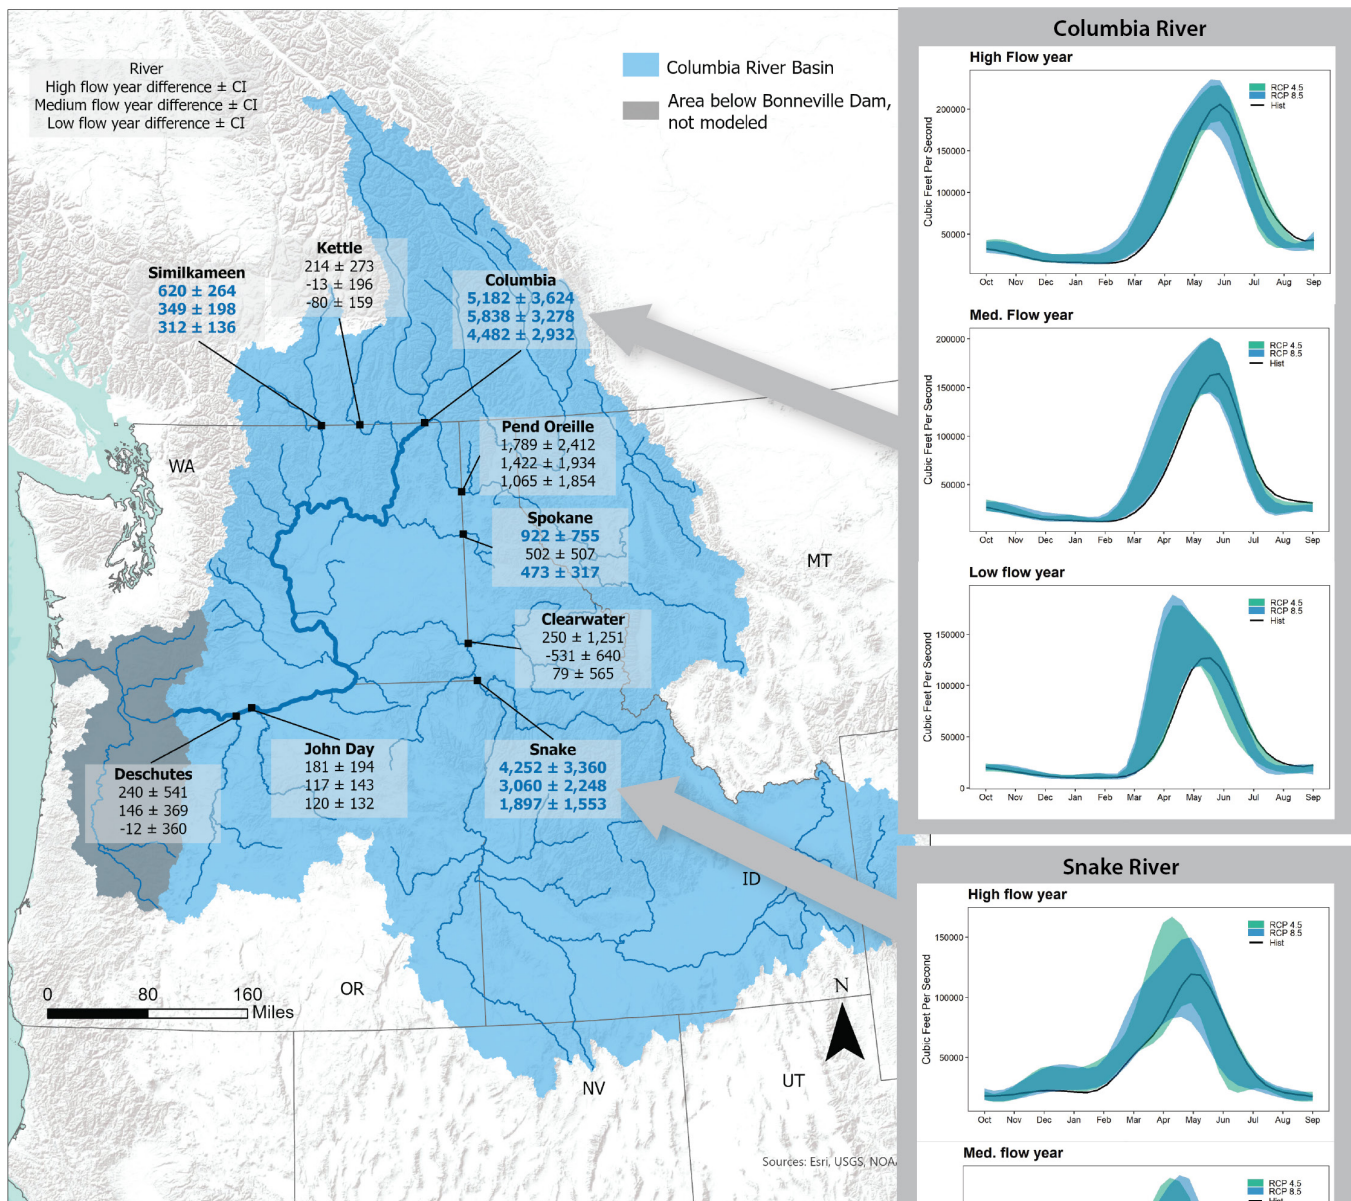 River
High flow year difference ± CI
Medium flow year difference ± CI
Low flow year difference ± CI
Columbia River Basin
Area below Bonneville Dam,
not modeled
Kettle
214 ± 273
-13 ± 196
-80 ± 159
Similkameen
620 ± 264
349 ± 198
312 ± 136
Columbia
5,182 ± 3,624
5,838 ± 3,278
4,482 ± 2,932
Pend Oreille
1,789 ± 2,412
1,422 ± 1,934
1,065 ± 1,854
WA
Spokane
922 ± 755
502 ± 507
473 ± 317
MT
Clearwater
250 ± 1,251
-531 ± 640
79 ± 565
John Day
181 ± 194
117 ± 143
120 ± 132
Snake
4,252 ± 3,360
3,060 ± 2,248
1,897 ± 1,553
Deschutes
240 ± 541
146 ± 369
-12 ± 360
ID
OR
N
0 80 160
Miles
NV
UT
Sources: Esri, USGS, NOA
Columbia River
High Flow year
RCP 4.5
RCP 8.5
Hist
Cubic Feet Per Second
200000
150000
100000
50000
Oct Nov Dec Jan Feb Mar Apr May Jun Jul Aug Sep
Med. Flow year
RCP 4.5
RCP 8.5
Hist
Cubic Feet Per Second
200000
150000
100000
50000
Oct Nov Dec Jan Feb Mar Apr May Jun Jul Aug Sep
Low flow year
RCP 4.5
RCP 8.5
Hist
Cubic Feet Per Second
150000
100000
50000
0
Oct Nov Dec Jan Feb Mar Apr May Jun Jul Aug Sep
Snake River
High flow year
RCP 4.5
RCP 8.5
Hist
Cubic Feet Per Second
150000
100000
50000
Oct Nov Dec Jan Feb Mar Apr May Jun Jul Aug Sep
Med. flow year
RCP 4.5
RCP 8.5
Hist